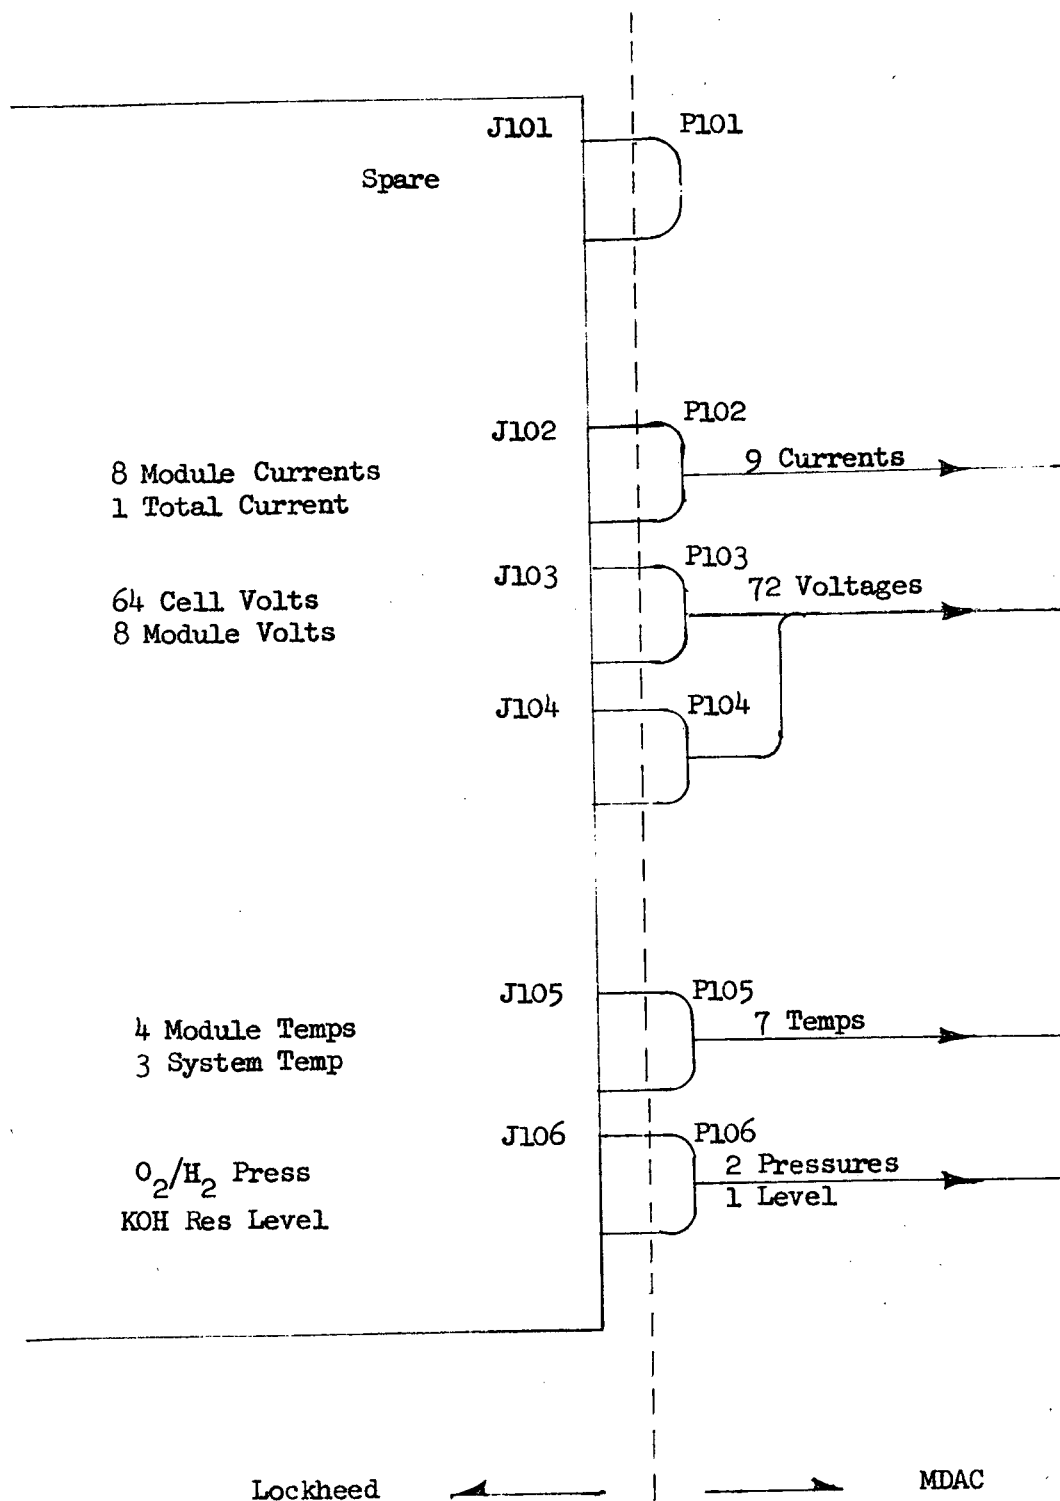 J101 P101
Spare
J102 P102
8 Module Currents
1 Total Current
9 Currents
J103 P103
64 Cell Volts
8 Module Volts
72 Voltages
J104 P104
J105 P105
4 Module Temps
3 System Temp
7 Temps
J106 P106
O₂/H₂ Press
KOH Res Level
2 Pressures
1 Level
Lockheed MDAC